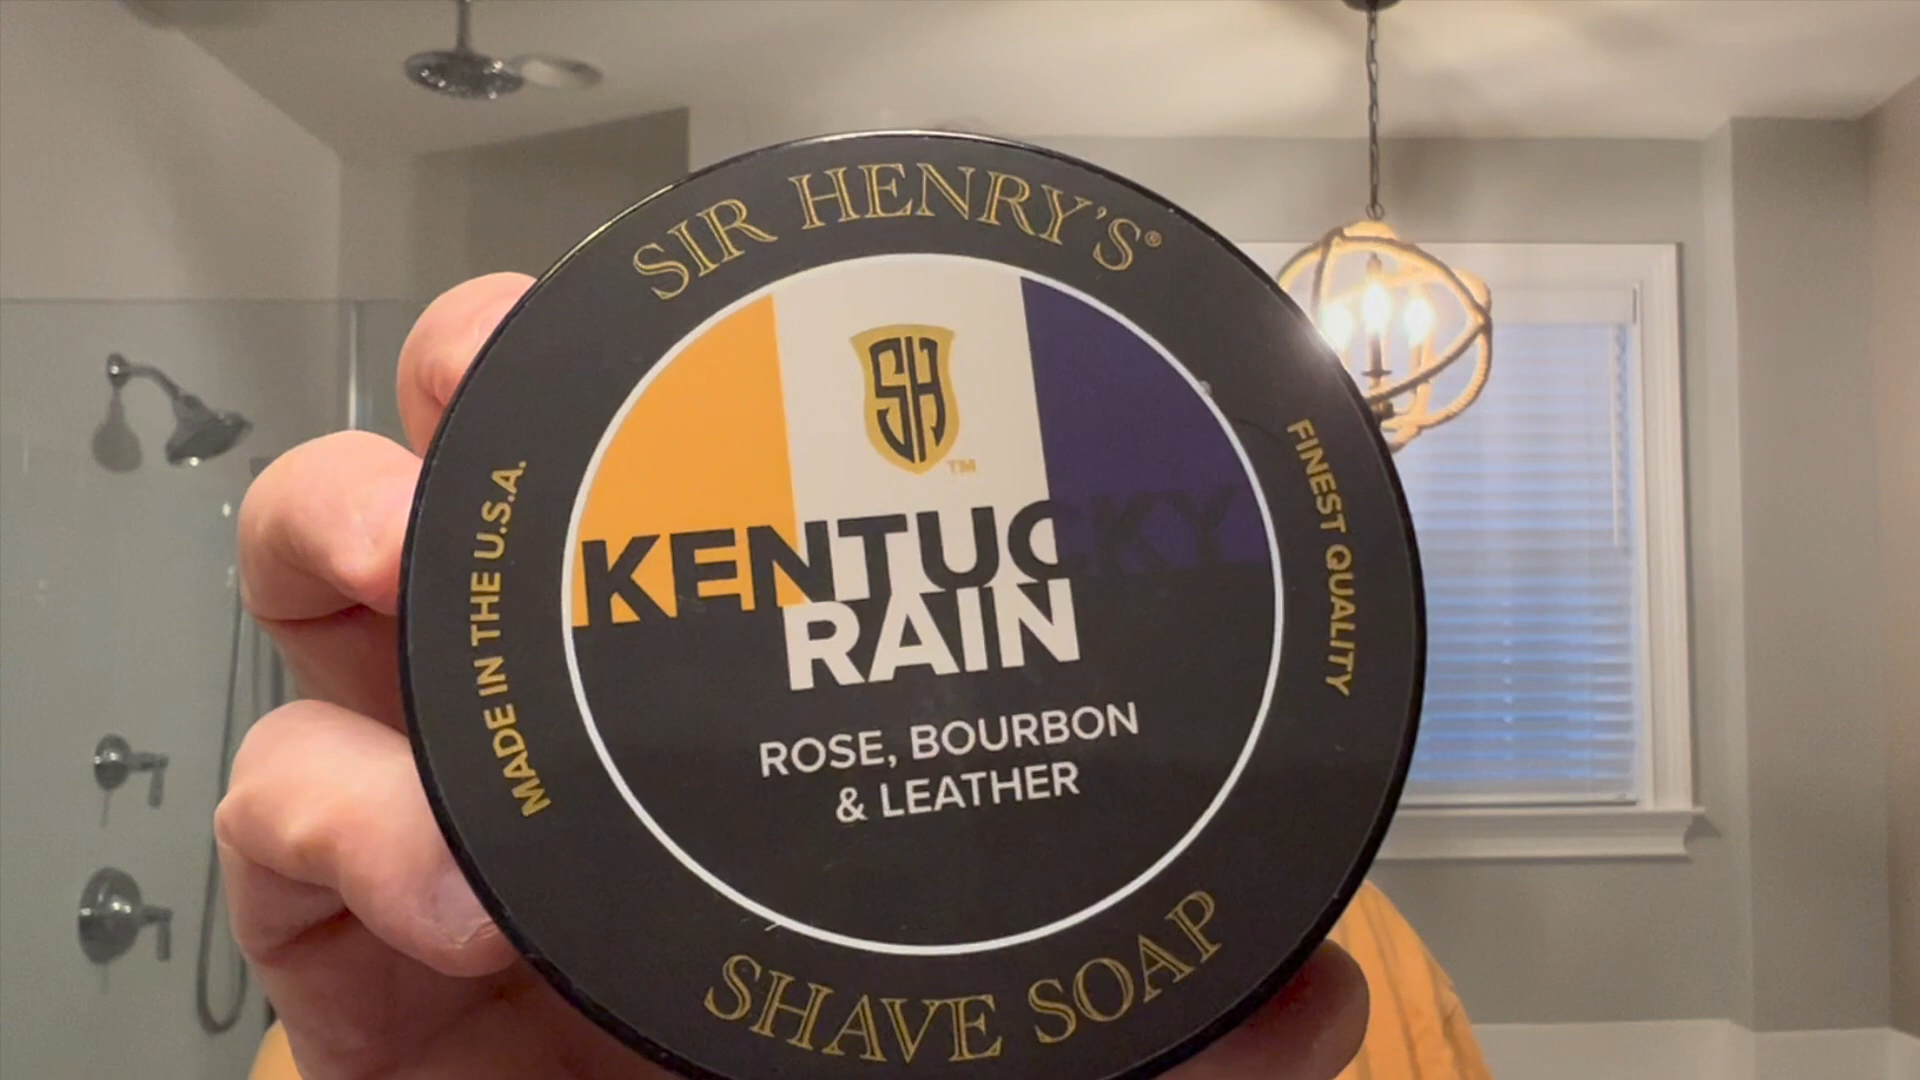 SIR HENRY'S®
SH
TM
KENTUCKY
RAIN
ROSE, BOURBON
& LEATHER
MADE IN THE U.S.A.
FINEST QUALITY
SHAVE SOAP